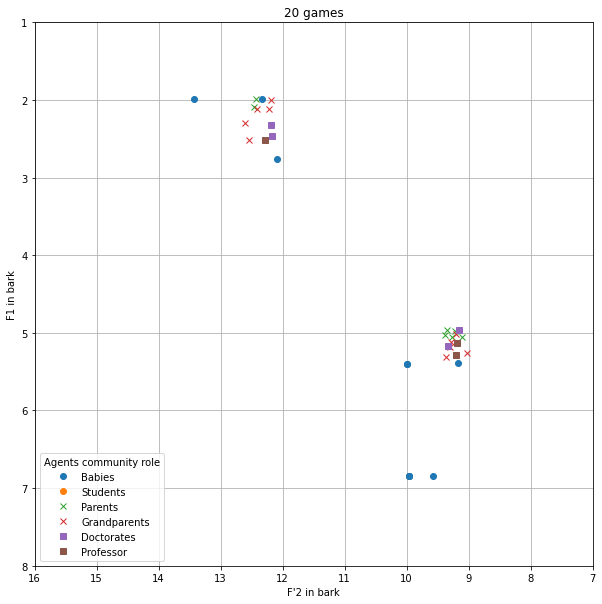 20 games
1
2
3
4
5
6
7
8
F1 in bark
Agents community role
Babies
Students
Parents
Grandparents
Doctorates
Professor
16 15 14 13 12 11 10 9 8 7
F'2 in bark